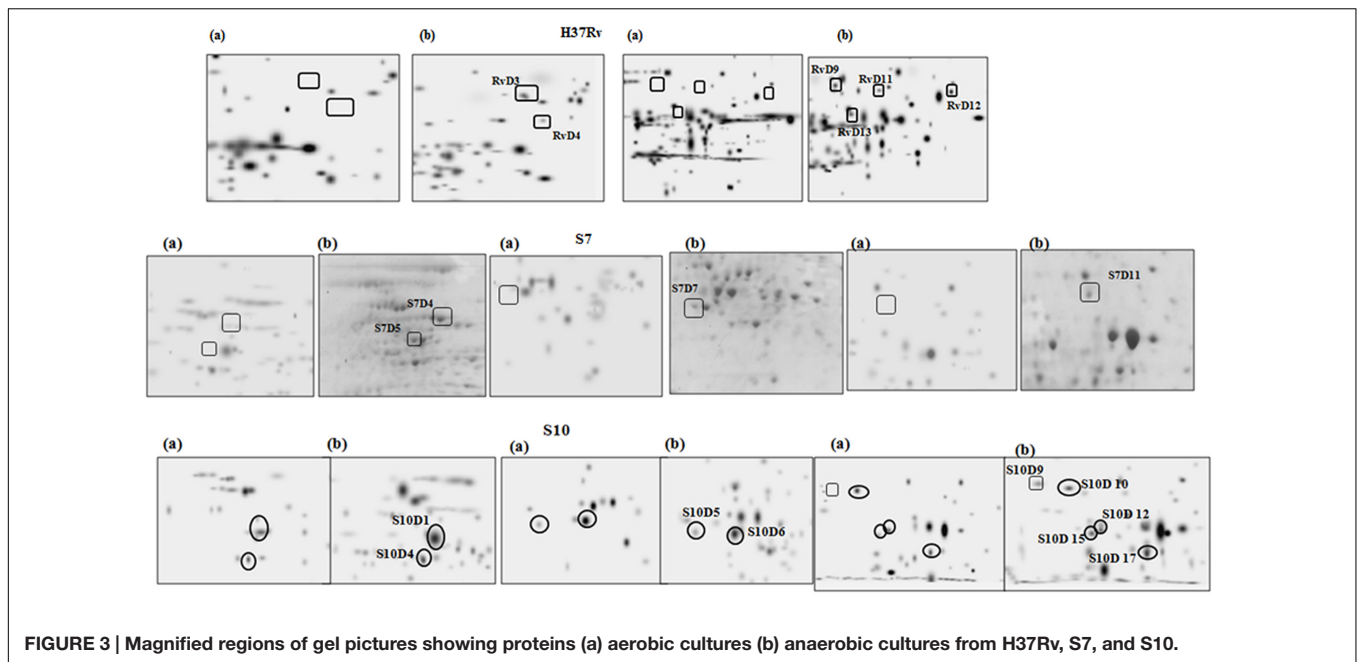 (a) (b) H37Rv (a) (b)
RvD3
RvD4
RvD9
RvD11
RvD12
RvD13
(a) (b) (a) S7 (b) (a) (b)
S7D4
S7D5
S7D7
S7D11
(a) (b) (a) S10 (b) (a) (b)
S10D1
S10D4
S10D5
S10D6
S10D9
S10D 10
S10D 12
S10D 15
S10D 17
FIGURE 3 | Magnified regions of gel pictures showing proteins (a) aerobic cultures (b) anaerobic cultures from H37Rv, S7, and S10.